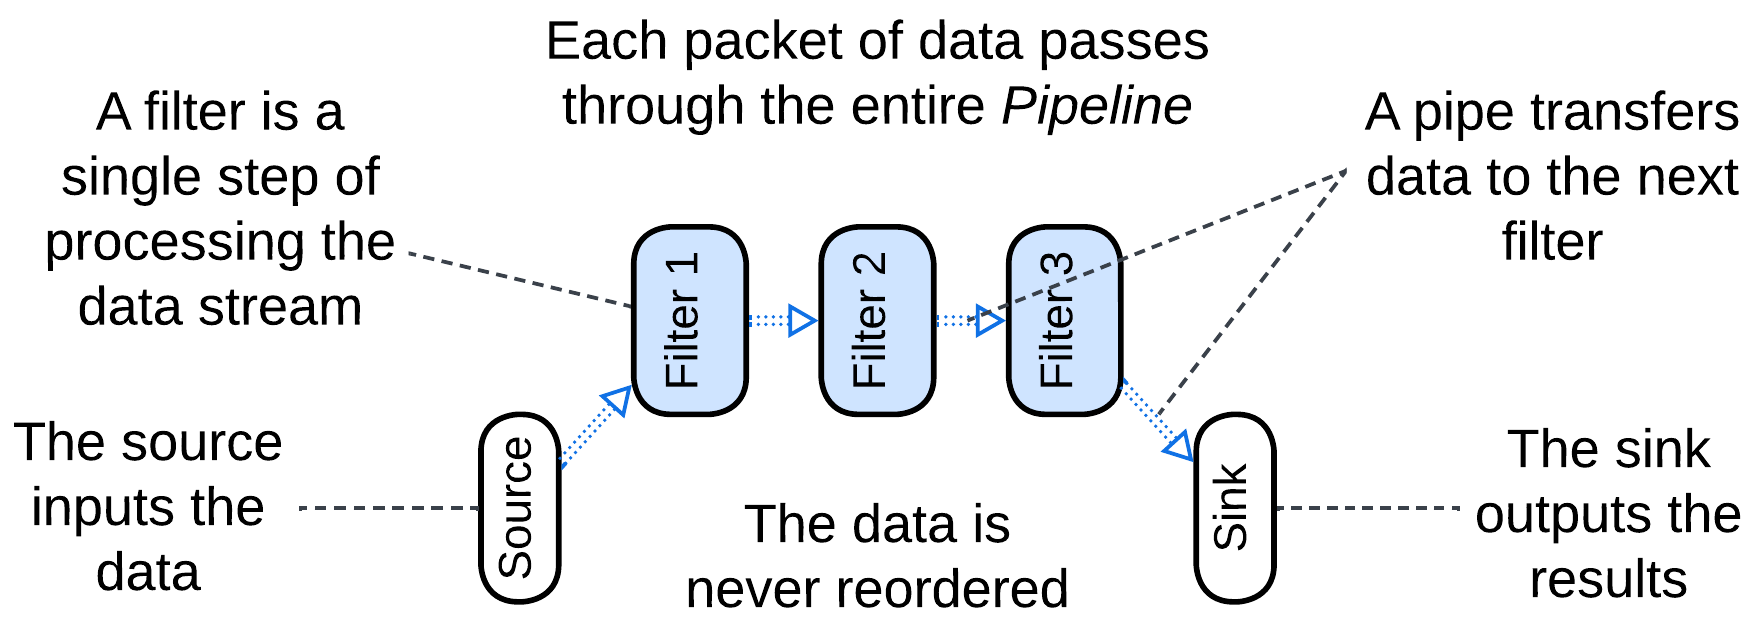 Each packet of data passes
through the entire Pipeline
A filter is a
single step of
processing the
data stream
A pipe transfers
data to the next
filter
Filter 1
Filter 2
Filter 3
The source
inputs the
data
Source
The data is
never reordered
Sink
The sink
outputs the
results